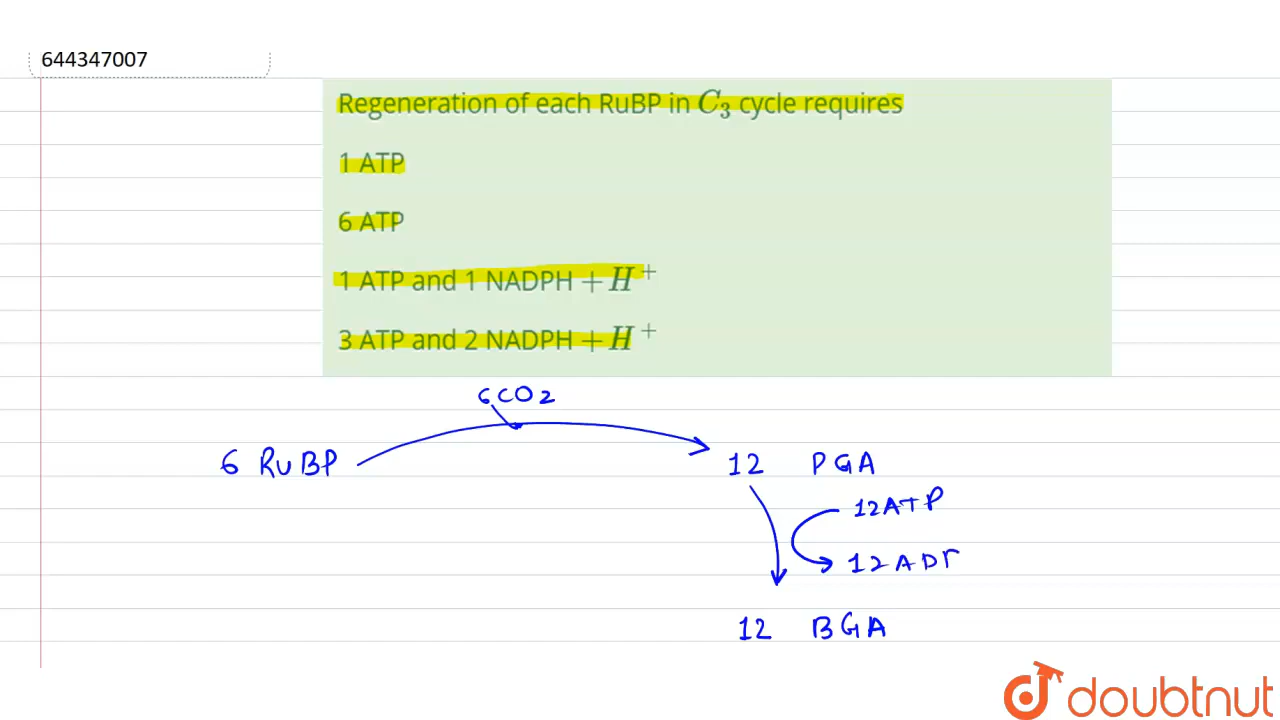 644347007
Regeneration of each RuBP in C₃ cycle requires
1 ATP
6 ATP
1 ATP and 1 NADPH + H⁺
3 ATP and 2 NADPH + H⁺
6CO2
6 RuBP
12 PGA
12ATP
12ADP
12 BGA
doubtnut